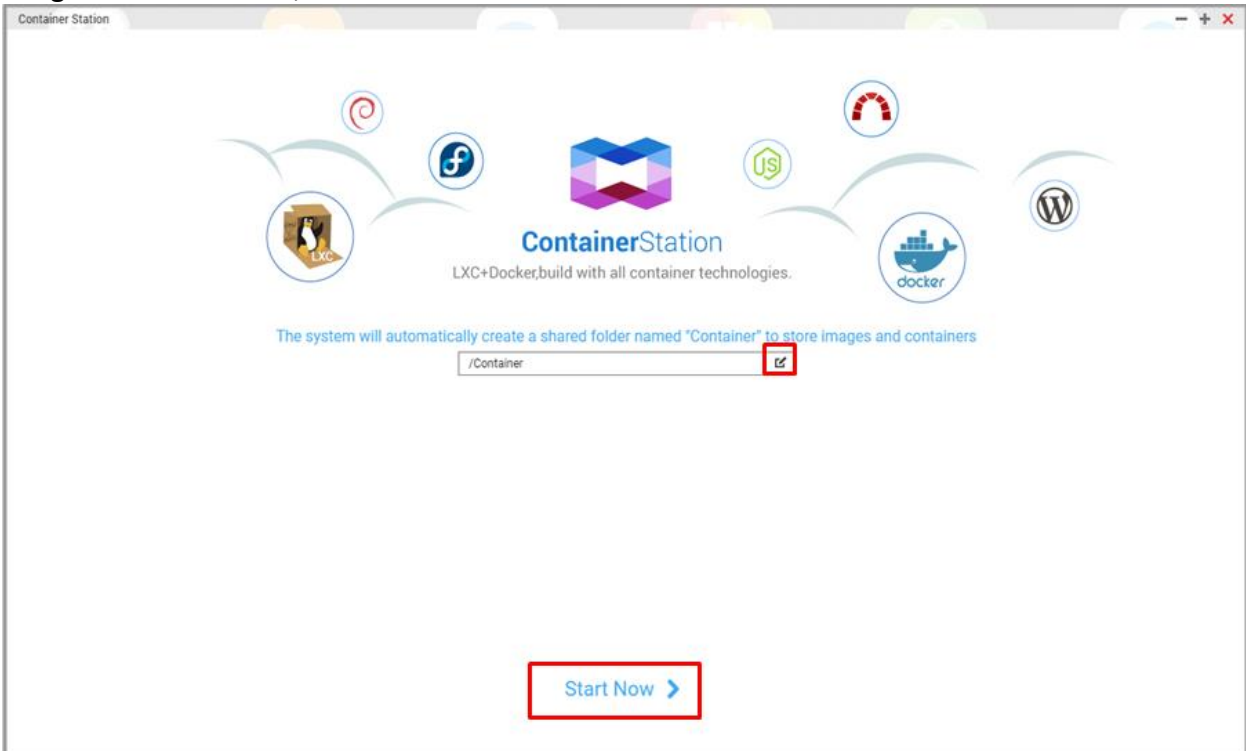 Container Station
LXC
JS
docker
ContainerStation
LXC+Docker,build with all container technologies.
The system will automatically create a shared folder named "Container" to store images and containers
/Container
Start Now